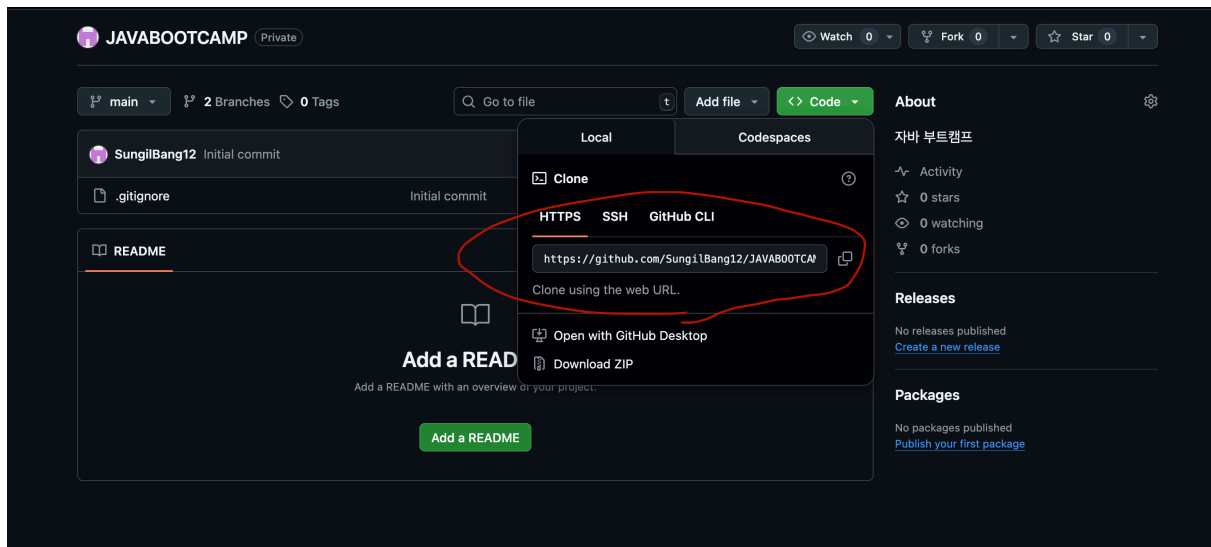 JAVABOOTCAMP Private
Watch 0
Fork 0
Star 0
main
2 Branches
0 Tags
Go to file
t
Add file
Code
SungilBang12 Initial commit
.gitignore
Initial commit
README
Add a READ
Add a README with an overview of your project.
Add a README
Local
Codespaces
Clone
HTTPS
SSH
GitHub CLI
https://github.com/SungilBang12/JAVABOOTCA
Clone using the web URL.
Open with GitHub Desktop
Download ZIP
About
자바 부트캠프
Activity
0 stars
0 watching
0 forks
Releases
No releases published
Create a new release
Packages
No packages published
Publish your first package